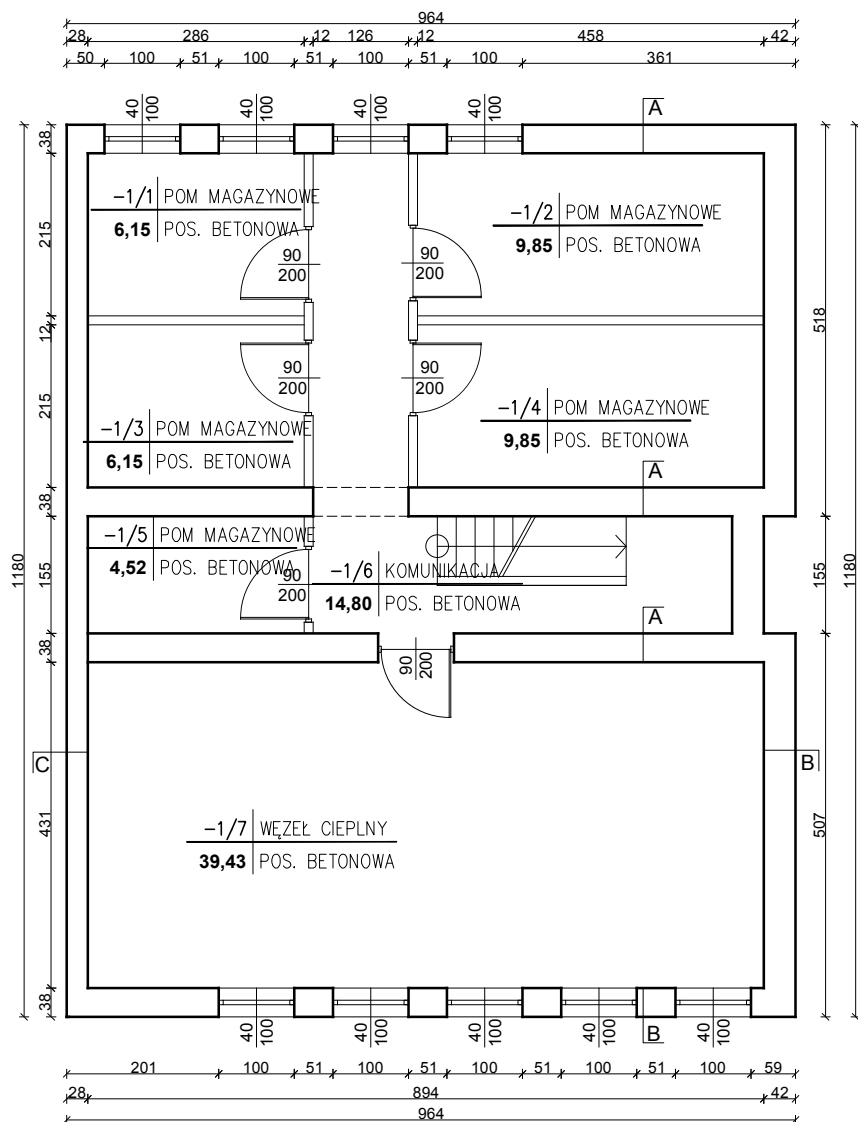 964
28 286 12 126 12 458 42
50 100 51 100 51 100 51 100 361
40 100 40 100 40 100 40 100
A
38
-1/1 POM MAGAZYNOWE
6,15 POS. BETONOWA
-1/2 POM MAGAZYNOWE
9,85 POS. BETONOWA
215
90 90
200 200
12
518
90 90
200 200
215
-1/3 POM MAGAZYNOWE
6,15 POS. BETONOWA
-1/4 POM MAGAZYNOWE
9,85 POS. BETONOWA
A
38
-1/5 POM MAGAZYNOWE
4,52 POS. BETONOWA
1180 155 155 1180
90
200
-1/6 KOMUNIKACJA
14,80 POS. BETONOWA
A
38
90 200
C B
431 507
-1/7 WĘZEŁ CIEPLNY
39,43 POS. BETONOWA
38
40 100 40 100 40 100 40 100 B 40 100
201 100 51 100 51 100 51 100 51 100 59
28 894 42
964